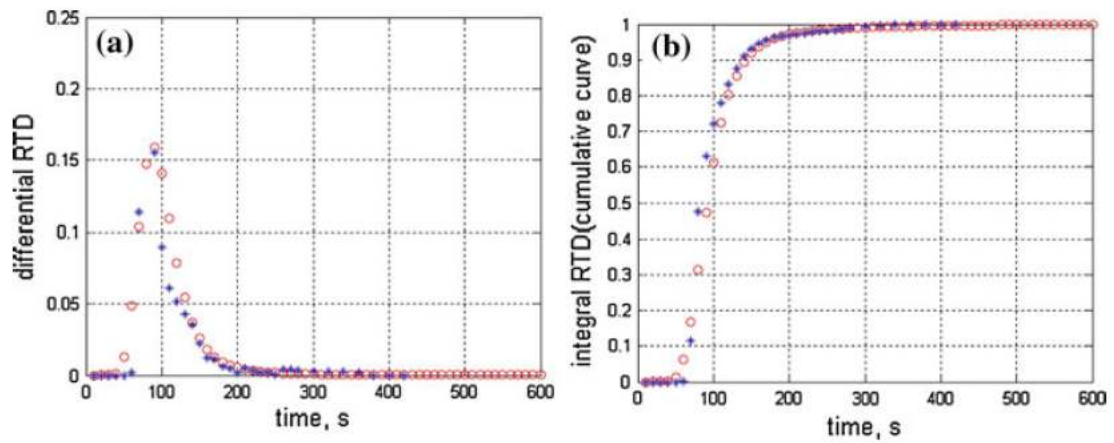 (a)
differential RTD
0.25
0.2
0.15
0.1
0.05
0
0 100 200 300 400 500 600
time, s
(b)
integral RTD(cumulative curve)
1
0.9
0.8
0.7
0.6
0.5
0.4
0.3
0.2
0.1
0
0 100 200 300 400 500 600
time, s